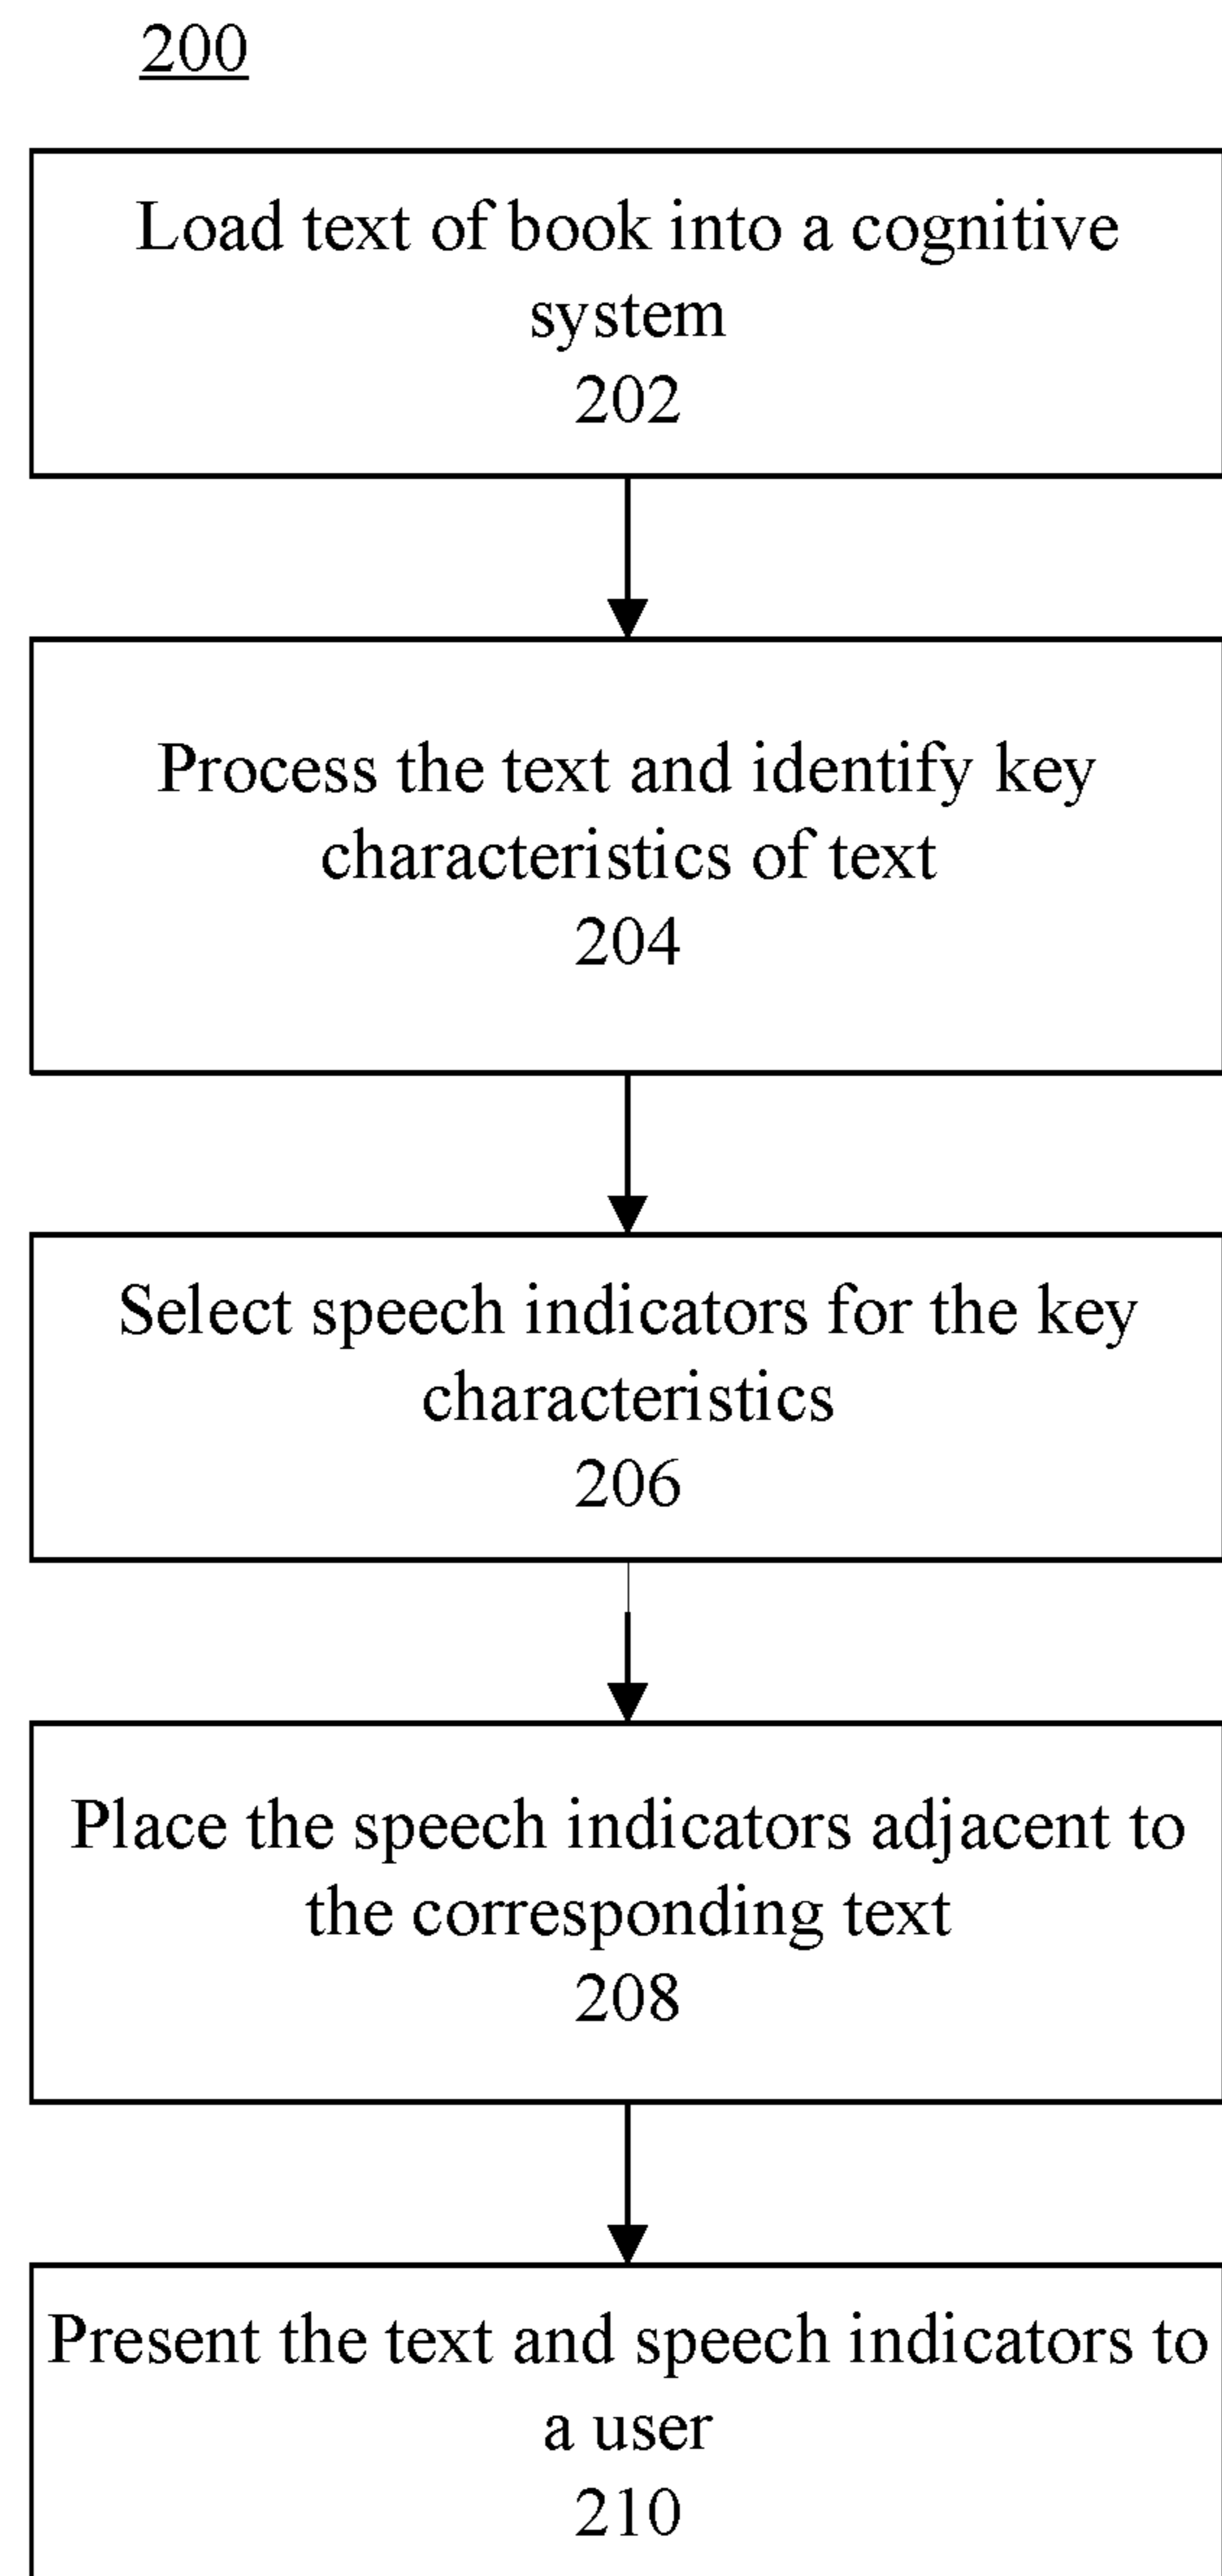 200
Load text of book into a cognitive
system
202
Process the text and identify key
characteristics of text
204
Select speech indicators for the key
characteristics
206
Place the speech indicators adjacent to
the corresponding text
208
Present the text and speech indicators to
a user
210